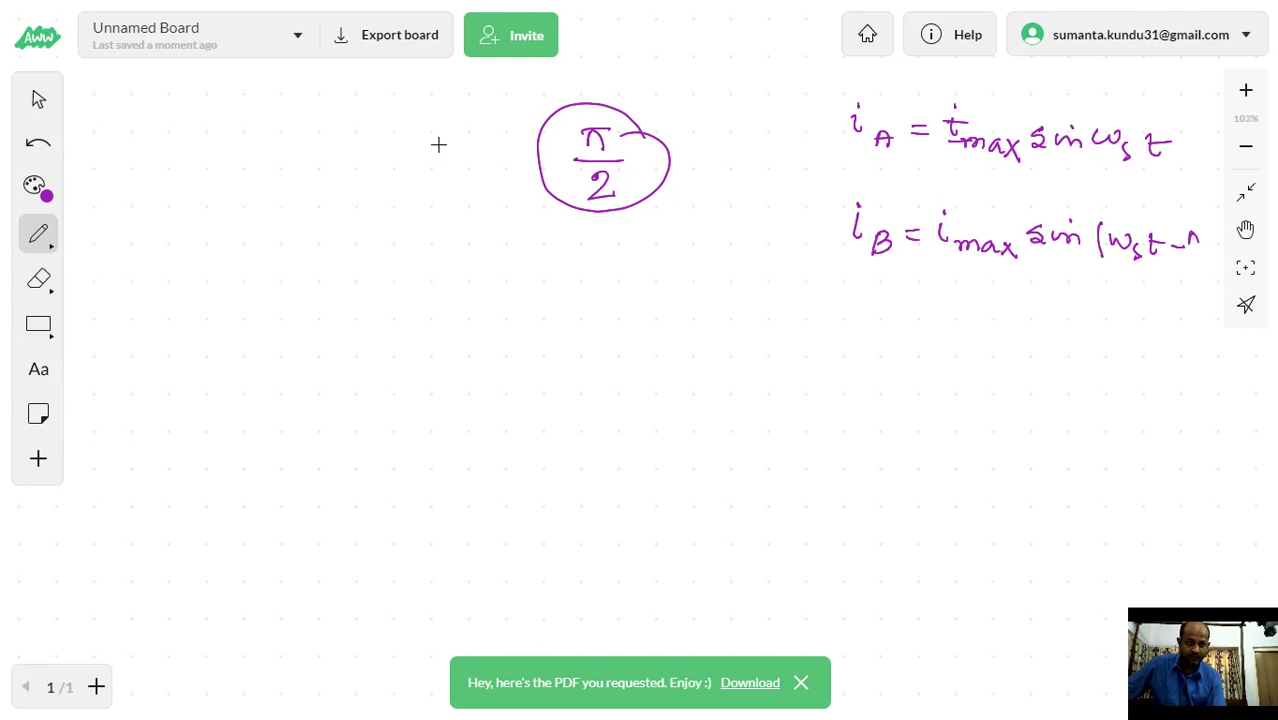 AWW
Unnamed Board
Last saved a moment ago
Export board
Invite
Help
sumanta.kundu31@gmail.com
103%
π/2
i_A = i_max sin ω_s t
i_B = i_max sin (ω_s t -
Aa
1 /1
Hey, here's the PDF you requested. Enjoy :) Download